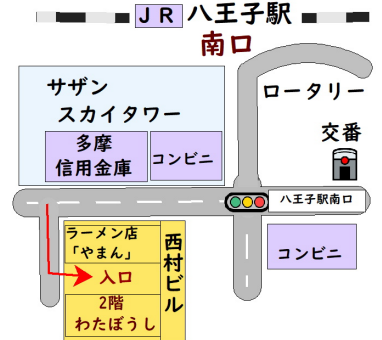 JR 八王子駅
南口
サザン
スカイタワー
ロータリー
多摩
信用金庫
コンビニ
交番
八王子駅南口
ラーメン店
「やまん」
西村ビル
入口
コンビニ
2階
わたぼうし